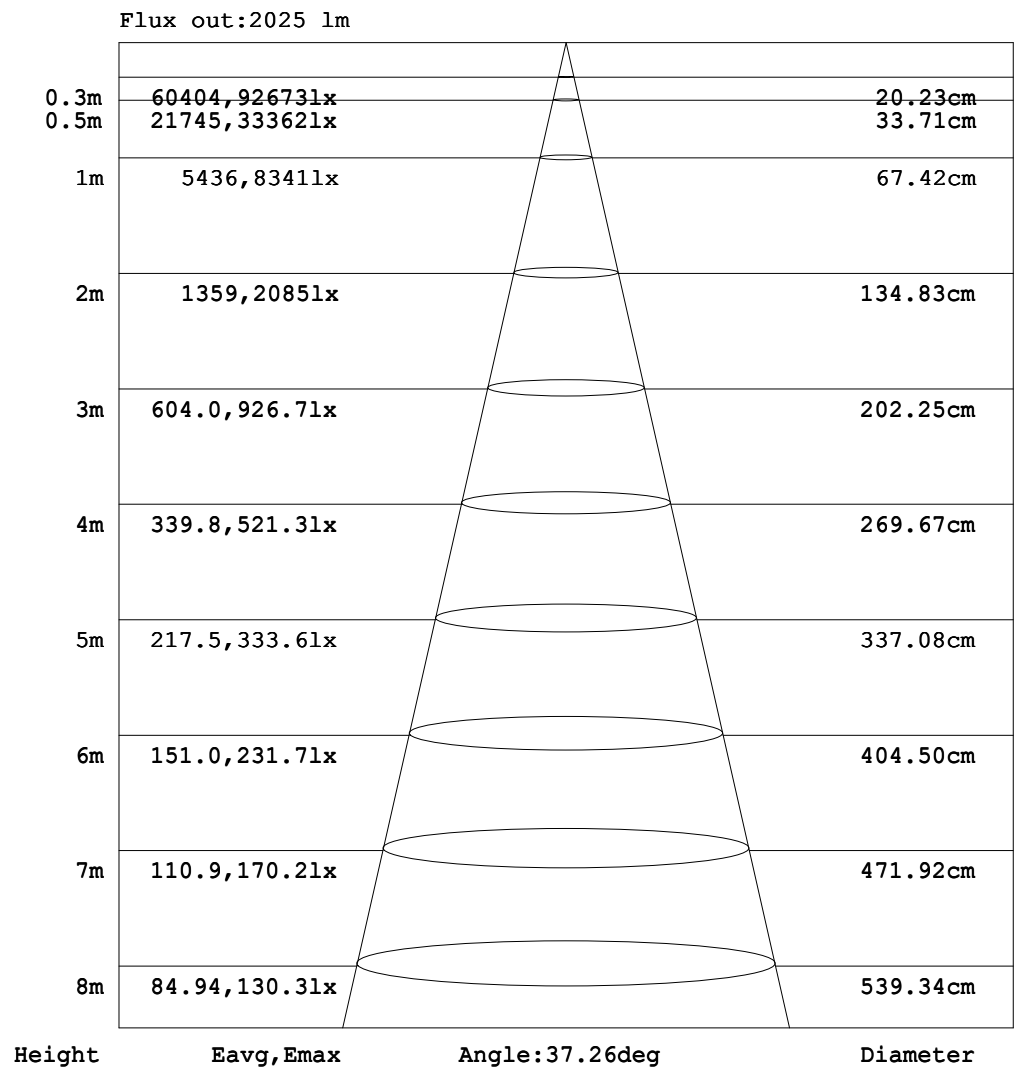 Flux out:2025 lm
0.3m 60404,92673lx 20.23cm
0.5m 21745,33362lx 33.71cm
1m 5436,8341lx 67.42cm
2m 1359,2085lx 134.83cm
3m 604.0,926.7lx 202.25cm
4m 339.8,521.3lx 269.67cm
5m 217.5,333.6lx 337.08cm
6m 151.0,231.7lx 404.50cm
7m 110.9,170.2lx 471.92cm
8m 84.94,130.3lx 539.34cm
Height Eavg,Emax Angle:37.26deg Diameter